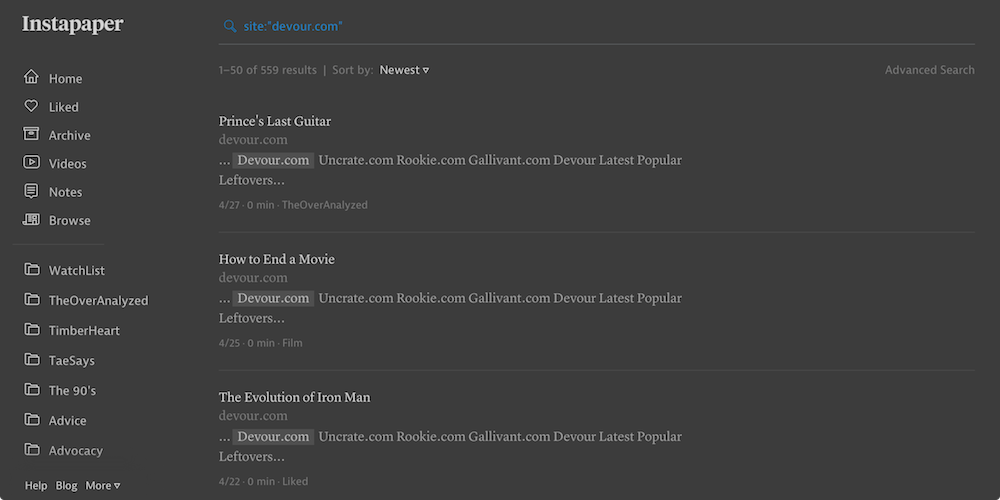 Instapaper
site:"devour.com"
1–50 of 559 results | Sort by: Newest ▿
Advanced Search
Home
Liked
Archive
Videos
Notes
Browse
WatchList
TheOverAnalyzed
TimberHeart
TaeSays
The 90's
Advice
Advocacy
Help Blog More ▿
Prince's Last Guitar
devour.com
... Devour.com Uncrate.com Rookie.com Gallivant.com Devour Latest Popular
Leftovers...
4/27 · 0 min · TheOverAnalyzed
How to End a Movie
devour.com
... Devour.com Uncrate.com Rookie.com Gallivant.com Devour Latest Popular
Leftovers...
4/25 · 0 min · Film
The Evolution of Iron Man
devour.com
... Devour.com Uncrate.com Rookie.com Gallivant.com Devour Latest Popular
Leftovers...
4/22 · 0 min · Liked